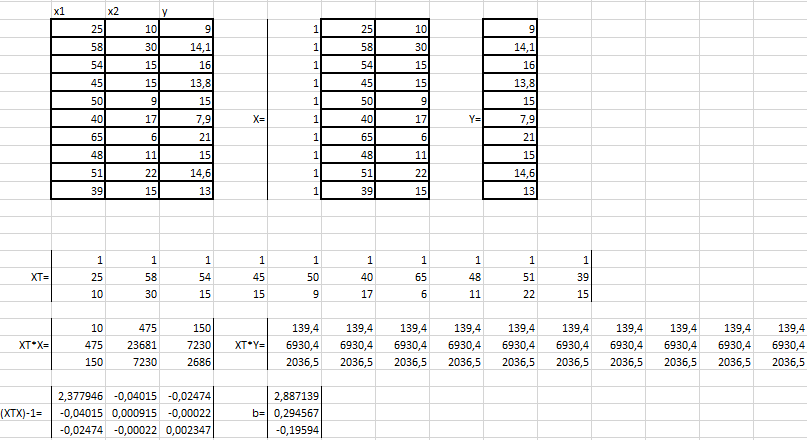 x1 x2 y
25 10 9 1 25 10 9
58 30 14,1 1 58 30 14,1
54 15 16 1 54 15 16
45 15 13,8 1 45 15 13,8
50 9 15 1 50 9 15
40 17 7,9 X= 1 40 17 Y= 7,9
65 6 21 1 65 6 21
48 11 15 1 48 11 15
51 22 14,6 1 51 22 14,6
39 15 13 1 39 15 13
1 1 1 1 1 1 1 1 1 1
XT= 25 58 54 45 50 40 65 48 51 39
10 30 15 15 9 17 6 11 22 15
10 475 150 139,4 139,4 139,4 139,4 139,4 139,4 139,4 139,4 139,4 139,4
XT*X= 475 23681 7230 XT*Y= 6930,4 6930,4 6930,4 6930,4 6930,4 6930,4 6930,4 6930,4 6930,4 6930,4
150 7230 2686 2036,5 2036,5 2036,5 2036,5 2036,5 2036,5 2036,5 2036,5 2036,5 2036,5
2,377946 -0,04015 -0,02474 2,887139
(XTX)-1= -0,04015 0,000915 -0,00022 b= 0,294567
-0,02474 -0,00022 0,002347 -0,19594